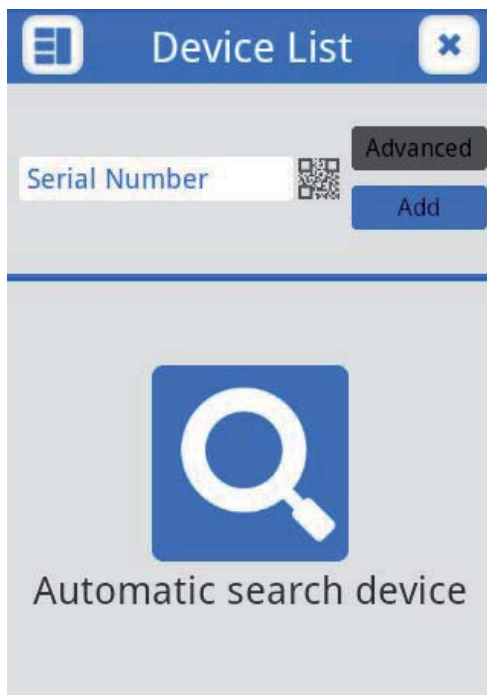 Device List
Advanced
Serial Number
Add
Automatic search device